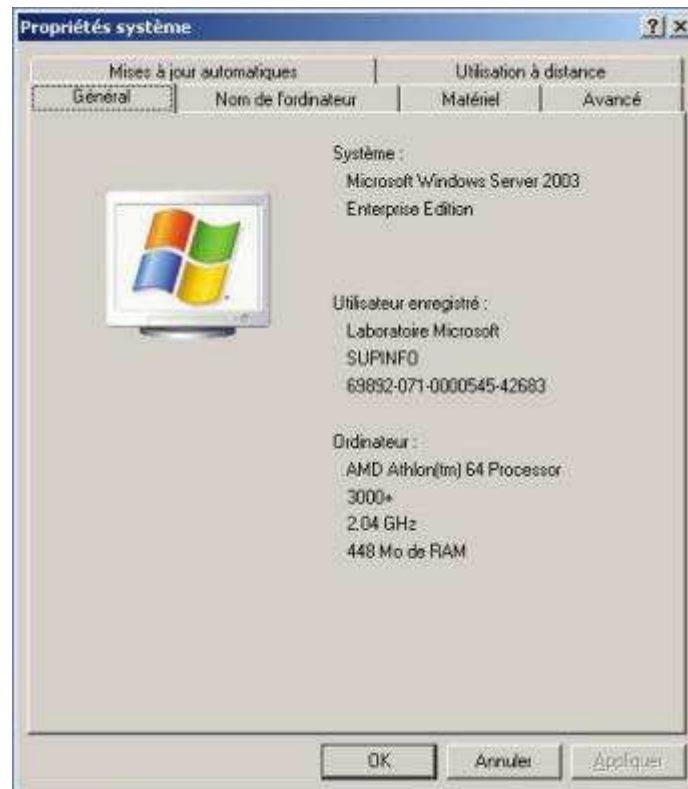 Propriétés système
Mises à jour automatiques
Utilisation à distance
Général
Nom de l'ordinateur
Matériel
Avancé
Système :
Microsoft Windows Server 2003
Enterprise Edition
Utilisateur enregistré :
Laboratoire Microsoft
SUPINFO
69892-071-0000545-42683
Ordinateur :
AMD Athlon(tm) 64 Processor
3000+
2.04 GHz
448 Mo de RAM
OK
Annuler
Appliquer